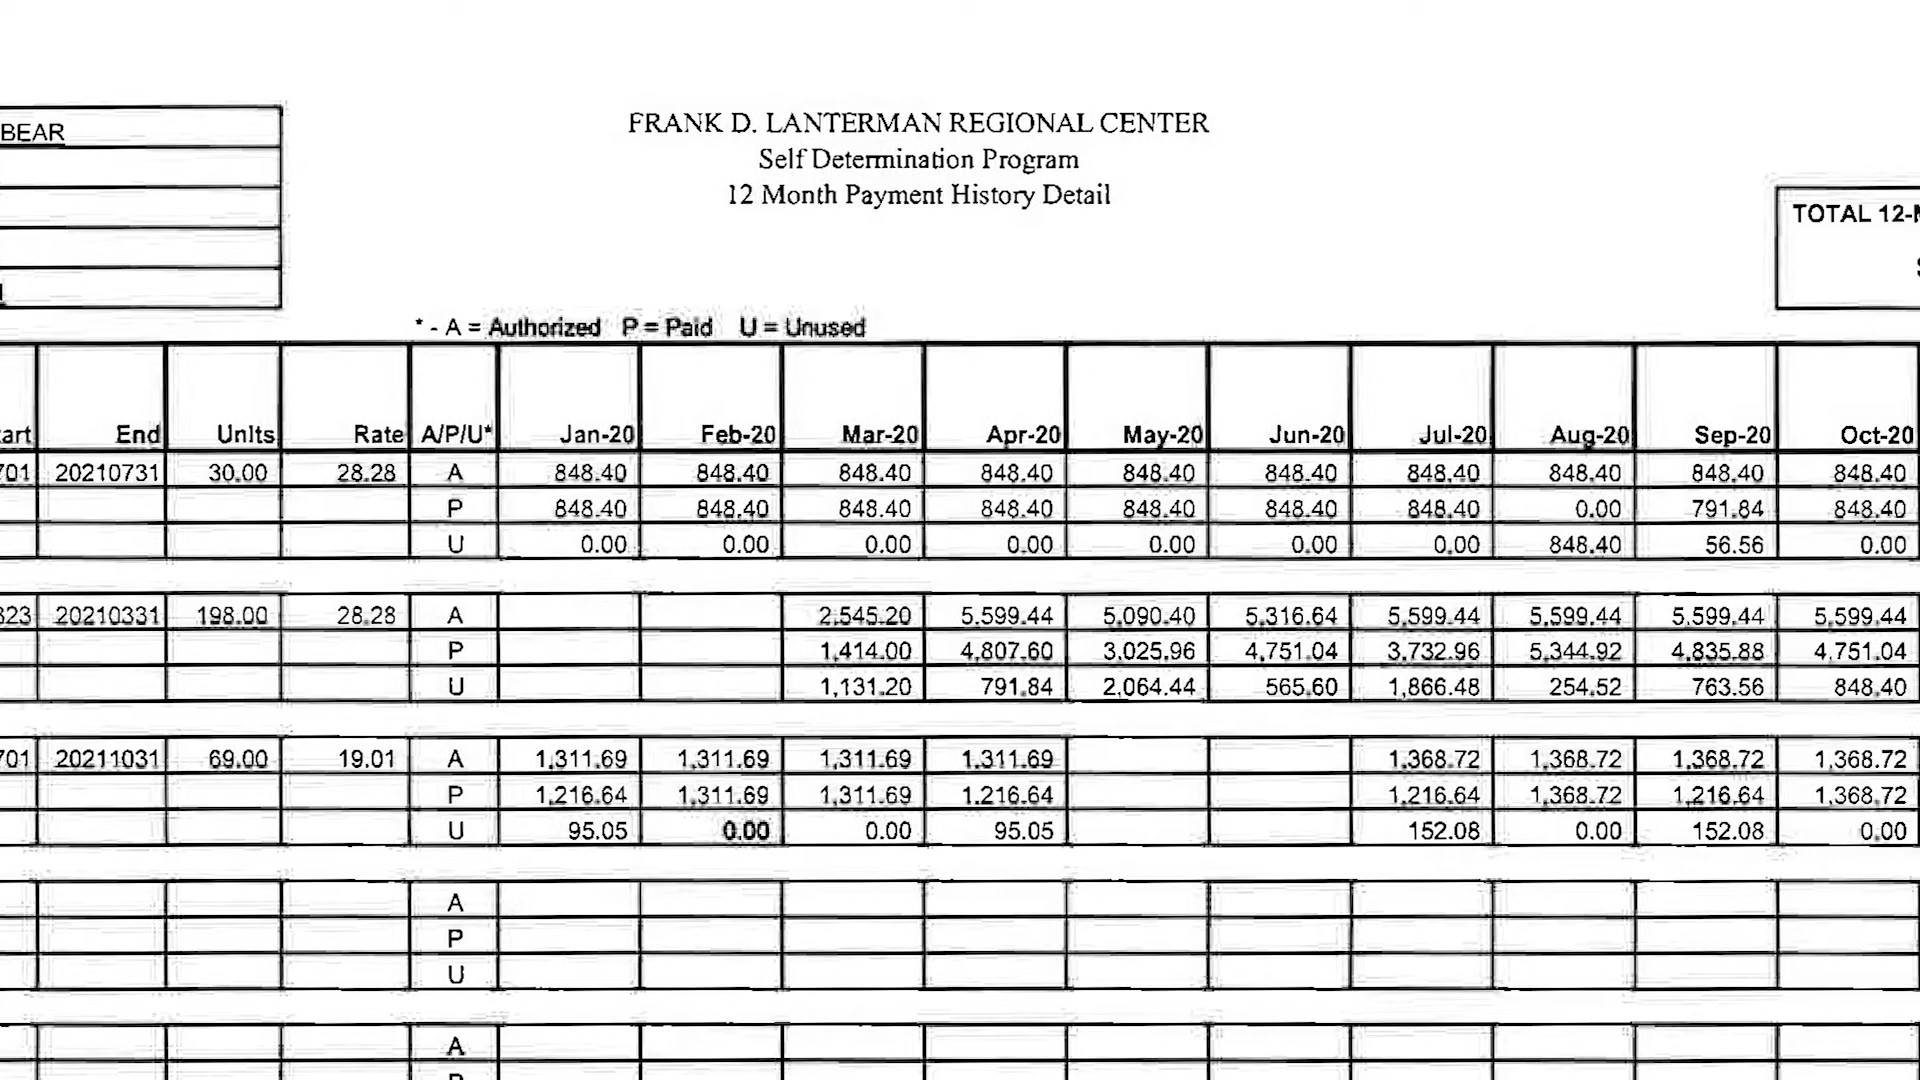 BEAR
FRANK D. LANTERMAN REGIONAL CENTER
Self Determination Program
12 Month Payment History Detail
TOTAL 12-
* - A = Authorized P = Paid U = Unused
art End Units Rate A/P/U* Jan-20 Feb-20 Mar-20 Apr-20 May-20 Jun-20 Jul-20 Aug-20 Sep-20 Oct-20
701 20210731 30.00 28.28 A 848.40 848.40 848.40 848.40 848.40 848.40 848.40 848.40 848.40 848.40
P 848.40 848.40 848.40 848.40 848.40 848.40 848.40 0.00 791.84 848.40
U 0.00 0.00 0.00 0.00 0.00 0.00 0.00 848.40 56.56 0.00
323 20210331 198.00 28.28 A 2,545.20 5,599.44 5,090.40 5,316.64 5,599.44 5,599.44 5,599.44 5,599.44
P 1,414.00 4,807.60 3,025.96 4,751.04 3,732.96 5,344.92 4,835.88 4,751.04
U 1,131.20 791.84 2,064.44 565.60 1,866.48 254.52 763.56 848.40
701 20211031 69.00 19.01 A 1,311.69 1,311.69 1,311.69 1,311.69 1,368.72 1,368.72 1,368.72 1,368.72
P 1,216.64 1,311.69 1,311.69 1,216.64 1,216.64 1,368.72 1,216.64 1,368.72
U 95.05 0.00 0.00 95.05 152.08 0.00 152.08 0.00
A
P
U
A